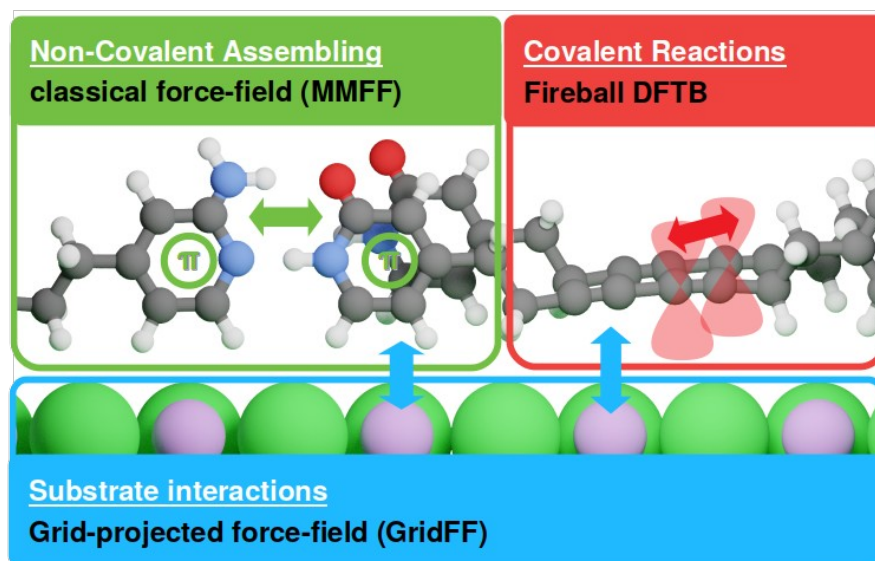 Non-Covalent Assembling
classical force-field (MMFF)
Covalent Reactions
Fireball DFTB
π
π
Substrate interactions
Grid-projected force-field (GridFF)